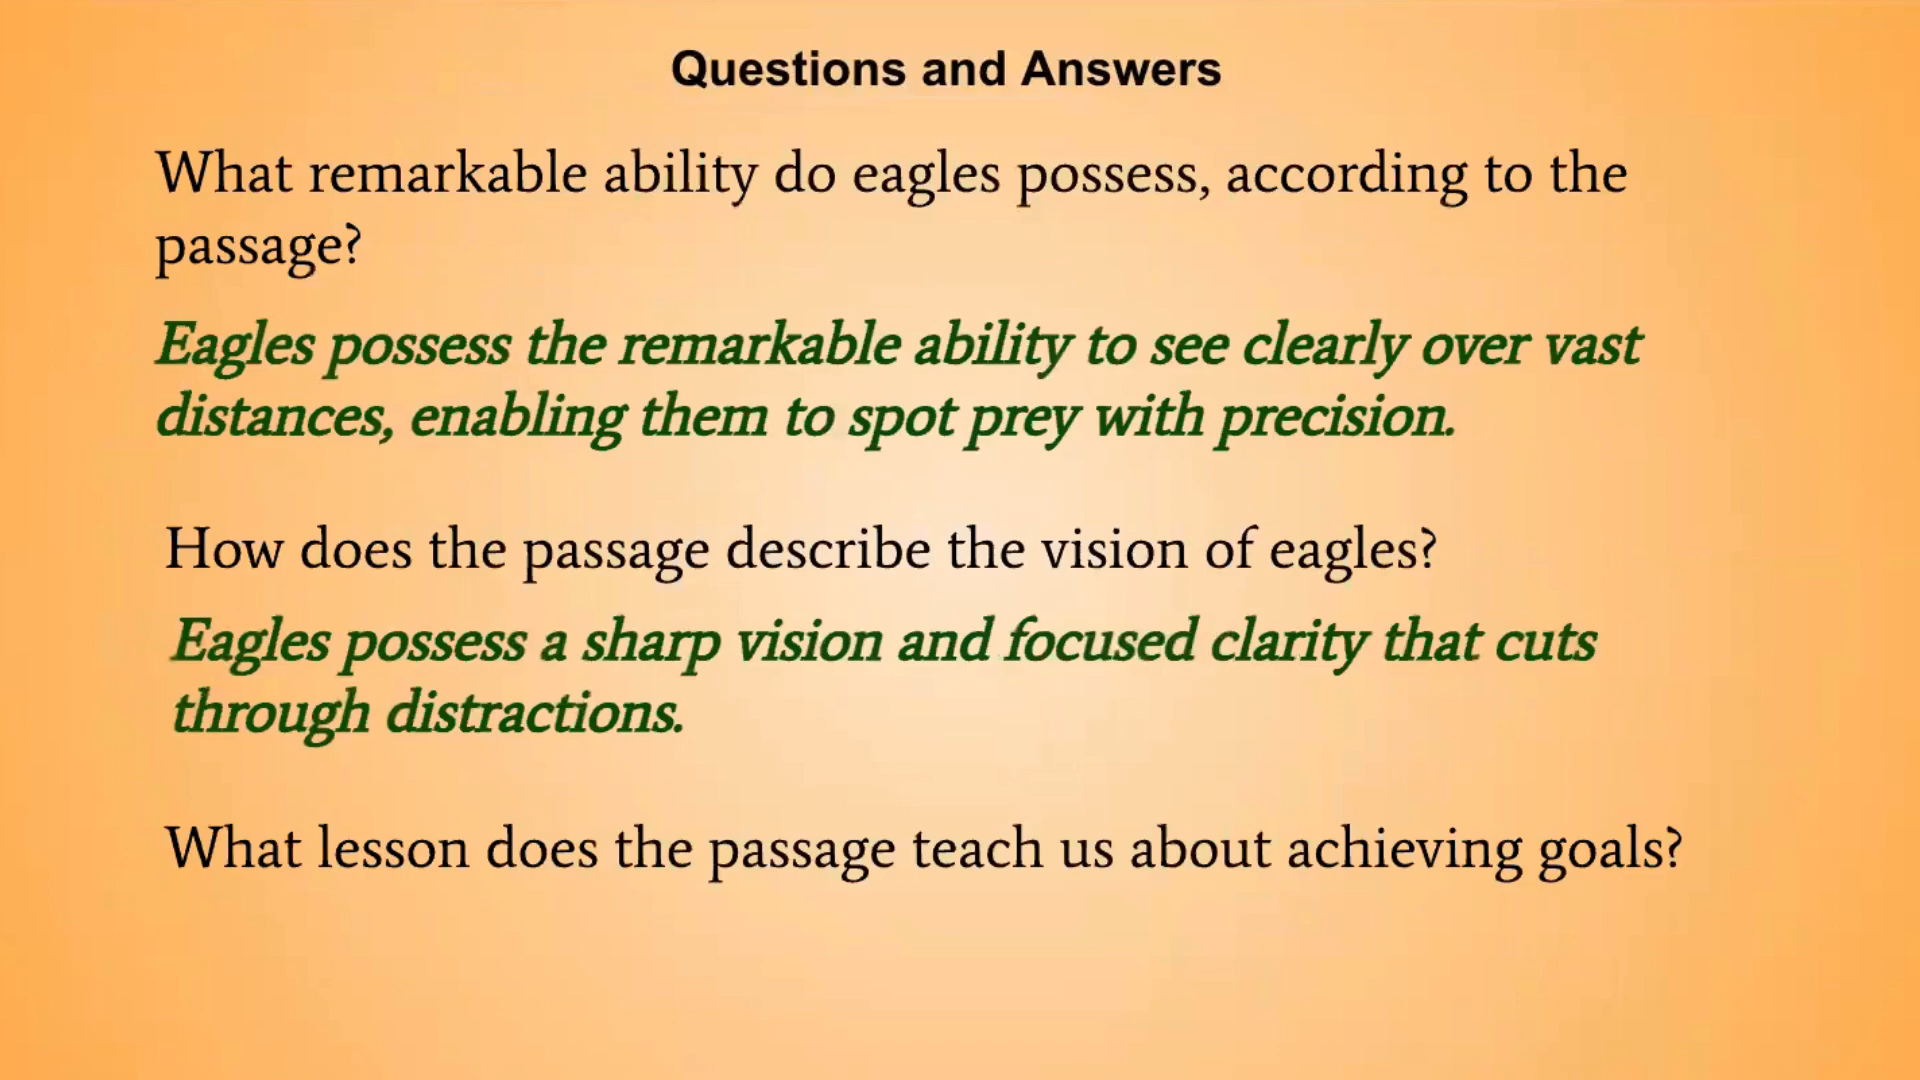 Questions and Answers
What remarkable ability do eagles possess, according to the
passage?
Eagles possess the remarkable ability to see clearly over vast
distances, enabling them to spot prey with precision.
How does the passage describe the vision of eagles?
Eagles possess a sharp vision and focused clarity that cuts
through distractions.
What lesson does the passage teach us about achieving goals?